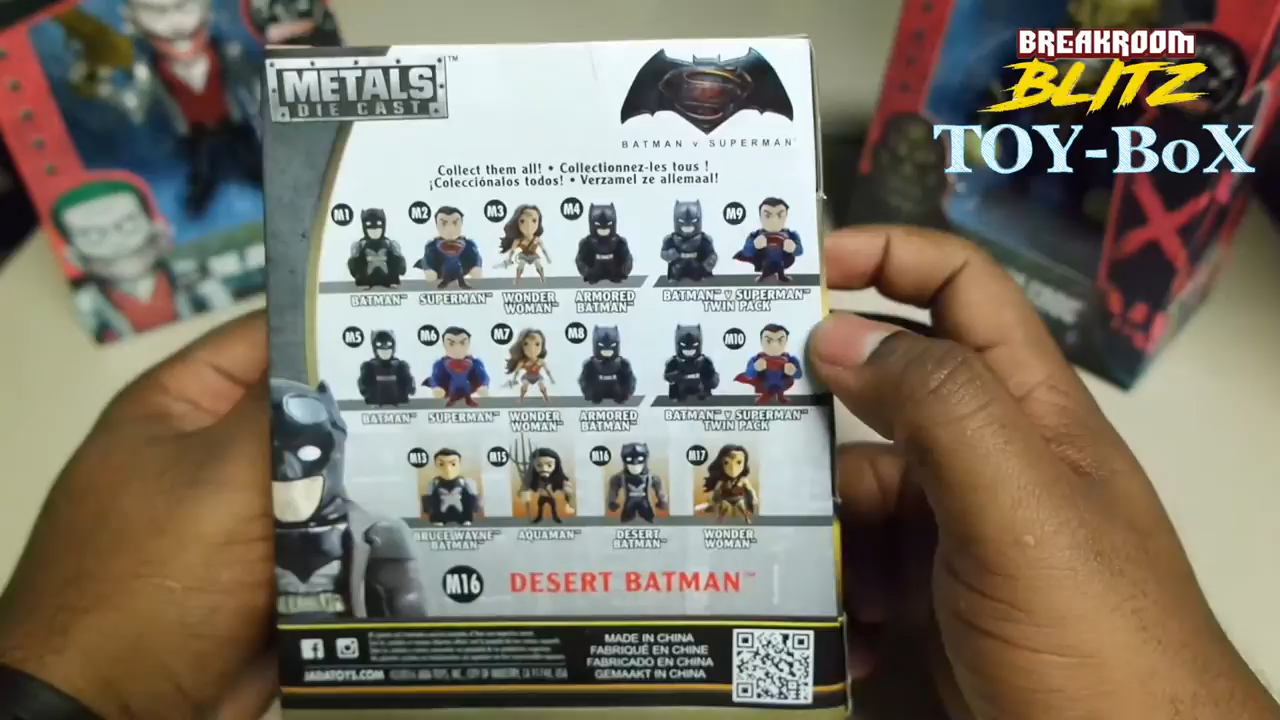 BREAKROOM
BLITZ
TOY-BoX
METALS™
DIE CAST
BATMAN v SUPERMAN
Collect them all! • Collectionnez-les tous !
¡Colecciónalos todos! • Verzamel ze allemaal!
M1 M2 M3 M4 M9
BATMAN™ SUPERMAN™ WONDER WOMAN™ ARMORED BATMAN™ BATMAN™ V SUPERMAN™ TWIN PACK
M5 M6 M7 M8 M10
BATMAN™ SUPERMAN™ WONDER WOMAN™ ARMORED BATMAN™ BATMAN™ V SUPERMAN™ TWIN PACK
M13 M15 M16 M17
BRUCE WAYNE™ BATMAN™ AQUAMAN™ DESERT BATMAN™ WONDER WOMAN™
M16 DESERT BATMAN™
MADE IN CHINA
FABRIQUÉ EN CHINE
FABRICADO EN CHINA
GEMAAKT IN CHINA
JADATOYS.COM